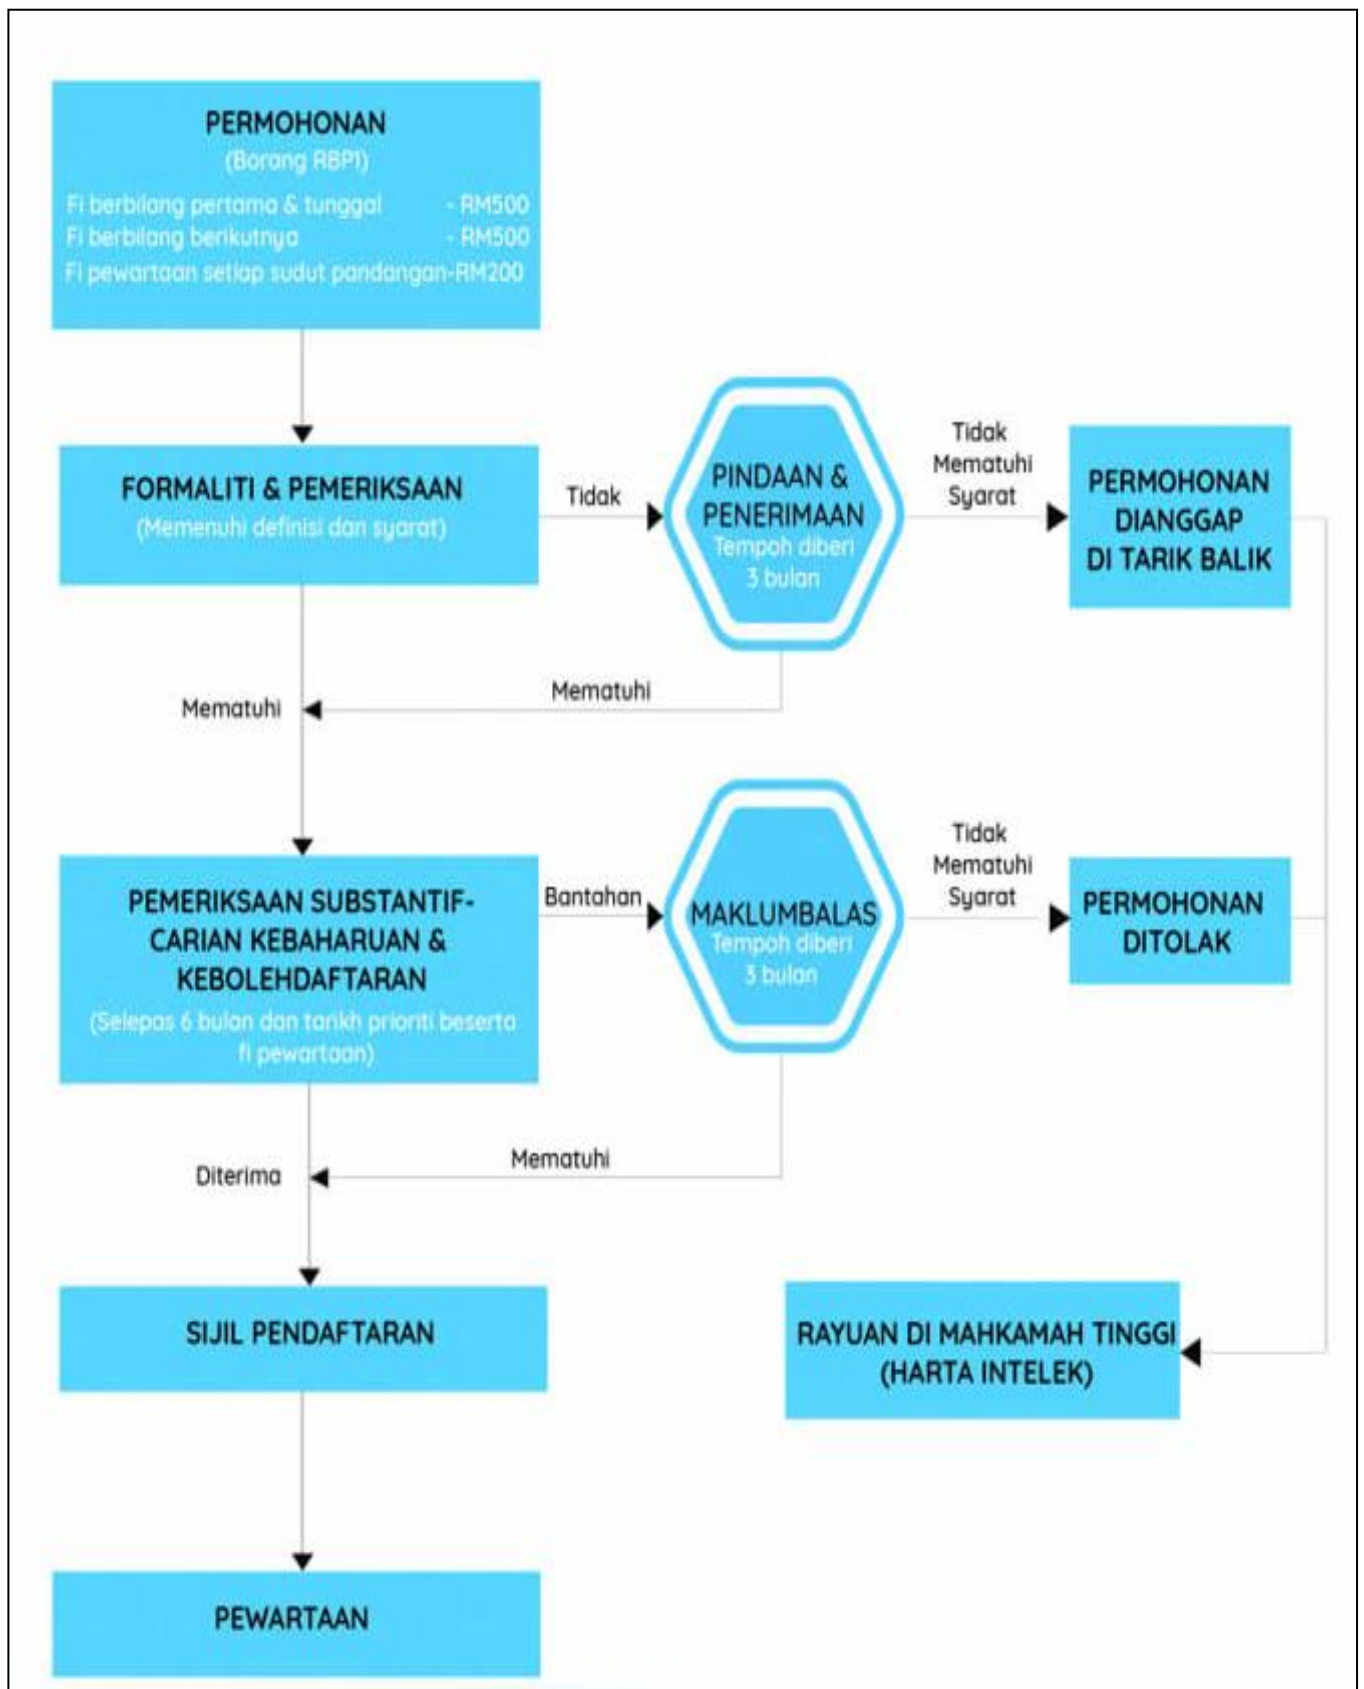 PERMOHONAN
(Borang RBP1)
Fi berbilang pertama & tunggal - RM500
Fi berbilang berikutnya - RM500
Fi pewartaan setiap sudut pandangan-RM200
FORMALITI & PEMERIKSAAN
(Memenuhi definisi dan syarat)
Tidak
PINDAAN &
PENERIMAAN
Tempoh diberi
3 bulan
Tidak
Mematuhi
Syarat
PERMOHONAN
DIANGGAP
DI TARIK BALIK
Mematuhi
Mematuhi
PEMERIKSAAN SUBSTANTIF-
CARIAN KEBAHARUAN &
KEBOLEHDAFTARAN
(Selepas 6 bulan dan tarikh prioriti beserta
fi pewartaan)
Bantahan
MAKLUMBALAS
Tempoh diberi
3 bulan
Tidak
Mematuhi
Syarat
PERMOHONAN
DITOLAK
Diterima
Mematuhi
SIJIL PENDAFTARAN
RAYUAN DI MAHKAMAH TINGGI
(HARTA INTELEK)
PEWARTAAN